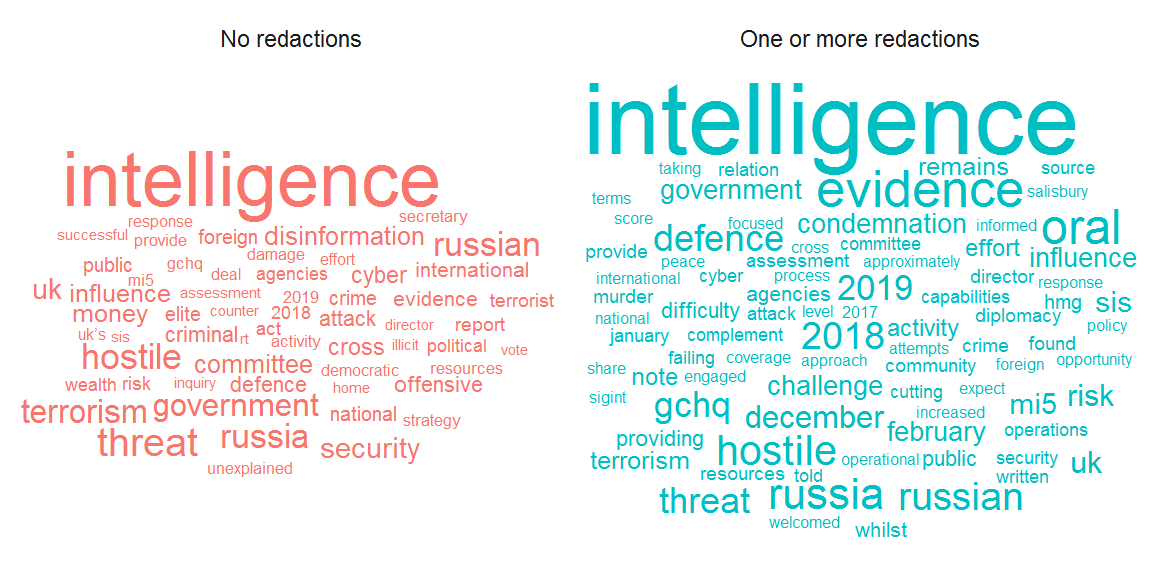 No redactions
One or more redactions
intelligence
response
secretary
successful
provide
foreign
disinformation
russian
damage
effort
public
gchq
deal
agencies
cyber
international
mi5
uk
influence
assessment
2019
crime
evidence
terrorist
money
elite
counter
2018
attack
director
report
uk's
sis
criminal
rt
act
activity
cross
illicit
political
vote
hostile
committee
democratic
resources
wealth
risk
inquiry
defence
home
offensive
terrorism
government
national
strategy
threat
russia
security
unexplained
intelligence
taking
relation
remains
source
terms
government
evidence
salisbury
score
focused
condemnation
informed
oral
provide
defence
cross
committee
effort
influence
peace
assessment
approximately
international
cyber
process
director
response
murder
agencies
2019
capabilities
hmg
sis
national
difficulty
attack
level
2017
diplomacy
january
complement
2018
activity
policy
failing
coverage
approach
attempts
crime
found
share
note
engaged
community
foreign
opportunity
sigint
challenge
cutting
expect
gchq
december
increased
mi5
risk
providing
hostile
february
operations
terrorism
operational
public
security
uk
resources
told
written
threat
russia
russian
welcomed
whilst